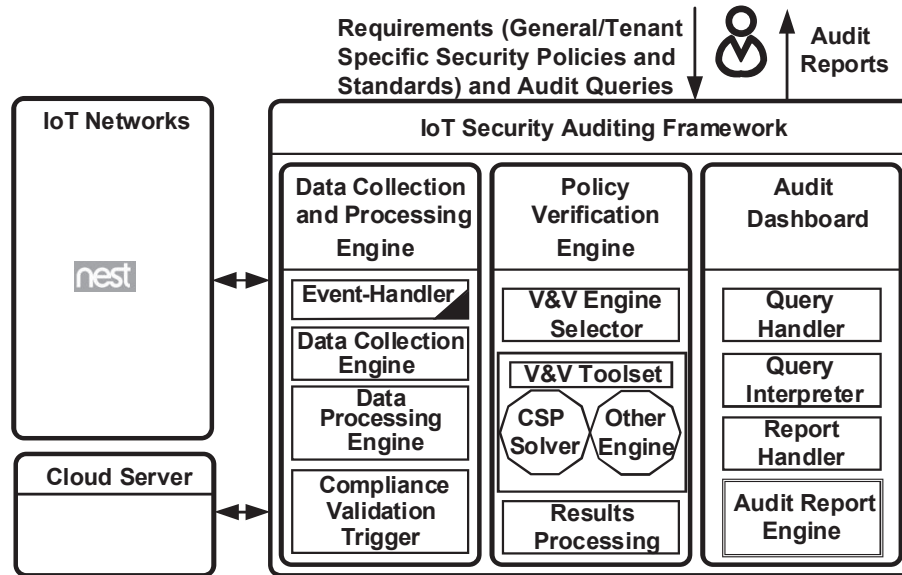 Requirements (General/Tenant
Specific Security Policies and
Standards) and Audit Queries
Audit
Reports
IoT Networks
nest
Cloud Server
IoT Security Auditing Framework
Data Collection
and Processing
Engine
Event-Handler
Data Collection
Engine
Data
Processing
Engine
Compliance
Validation
Trigger
Policy
Verification
Engine
V&V Engine
Selector
V&V Toolset
CSP
Solver
Other
Engine
Results
Processing
Audit
Dashboard
Query
Handler
Query
Interpreter
Report
Handler
Audit Report
Engine